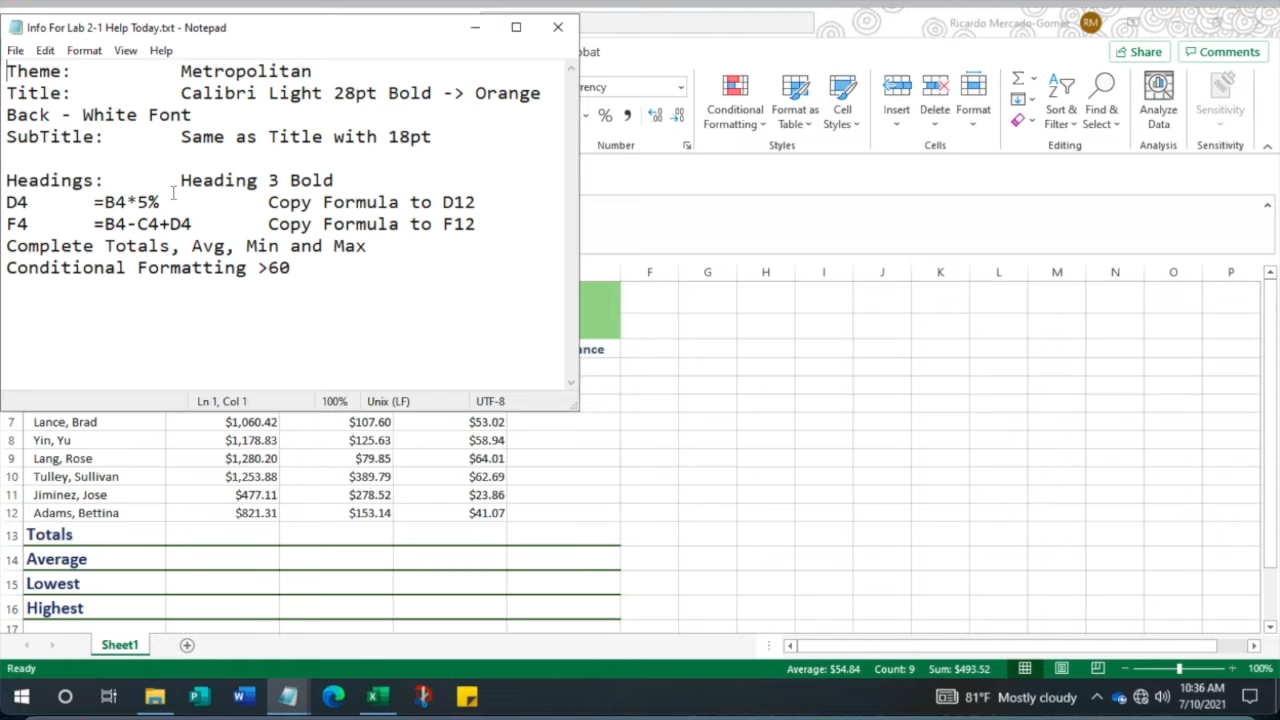 Info For Lab 2-1 Help Today.txt - Notepad
Ricardo Mercado-Gomez RM
File Edit Format View Help
Share Comments
Theme: Metropolitan
Title: Calibri Light 28pt Bold -> Orange
Back - White Font
SubTitle: Same as Title with 18pt
Headings: Heading 3 Bold
D4 =B4*5% Copy Formula to D12
F4 =B4-C4+D4 Copy Formula to F12
Complete Totals, Avg, Min and Max
Conditional Formatting >60
Ln 1, Col 1 100% Unix (LF) UTF-8
bat
rency
Conditional Formatting
Format as Table
Cell Styles
Insert
Delete
Format
Sort & Filter
Find & Select
Analyze Data
Sensitivity
Number Styles Cells Editing Analysis Sensitivity
F G H I J K L M N O P
ance
7 Lance, Brad $1,060.42 $107.60 $53.02
8 Yin, Yu $1,178.83 $125.63 $58.94
9 Lang, Rose $1,280.20 $79.85 $64.01
10 Tulley, Sullivan $1,253.88 $389.79 $62.69
11 Jiminez, Jose $477.11 $278.52 $23.86
12 Adams, Bettina $821.31 $153.14 $41.07
13 Totals
14 Average
15 Lowest
16 Highest
17
Sheet1
Ready Average: $54.84 Count: 9 Sum: $493.52 100%
81°F Mostly cloudy 10:36 AM
7/10/2021